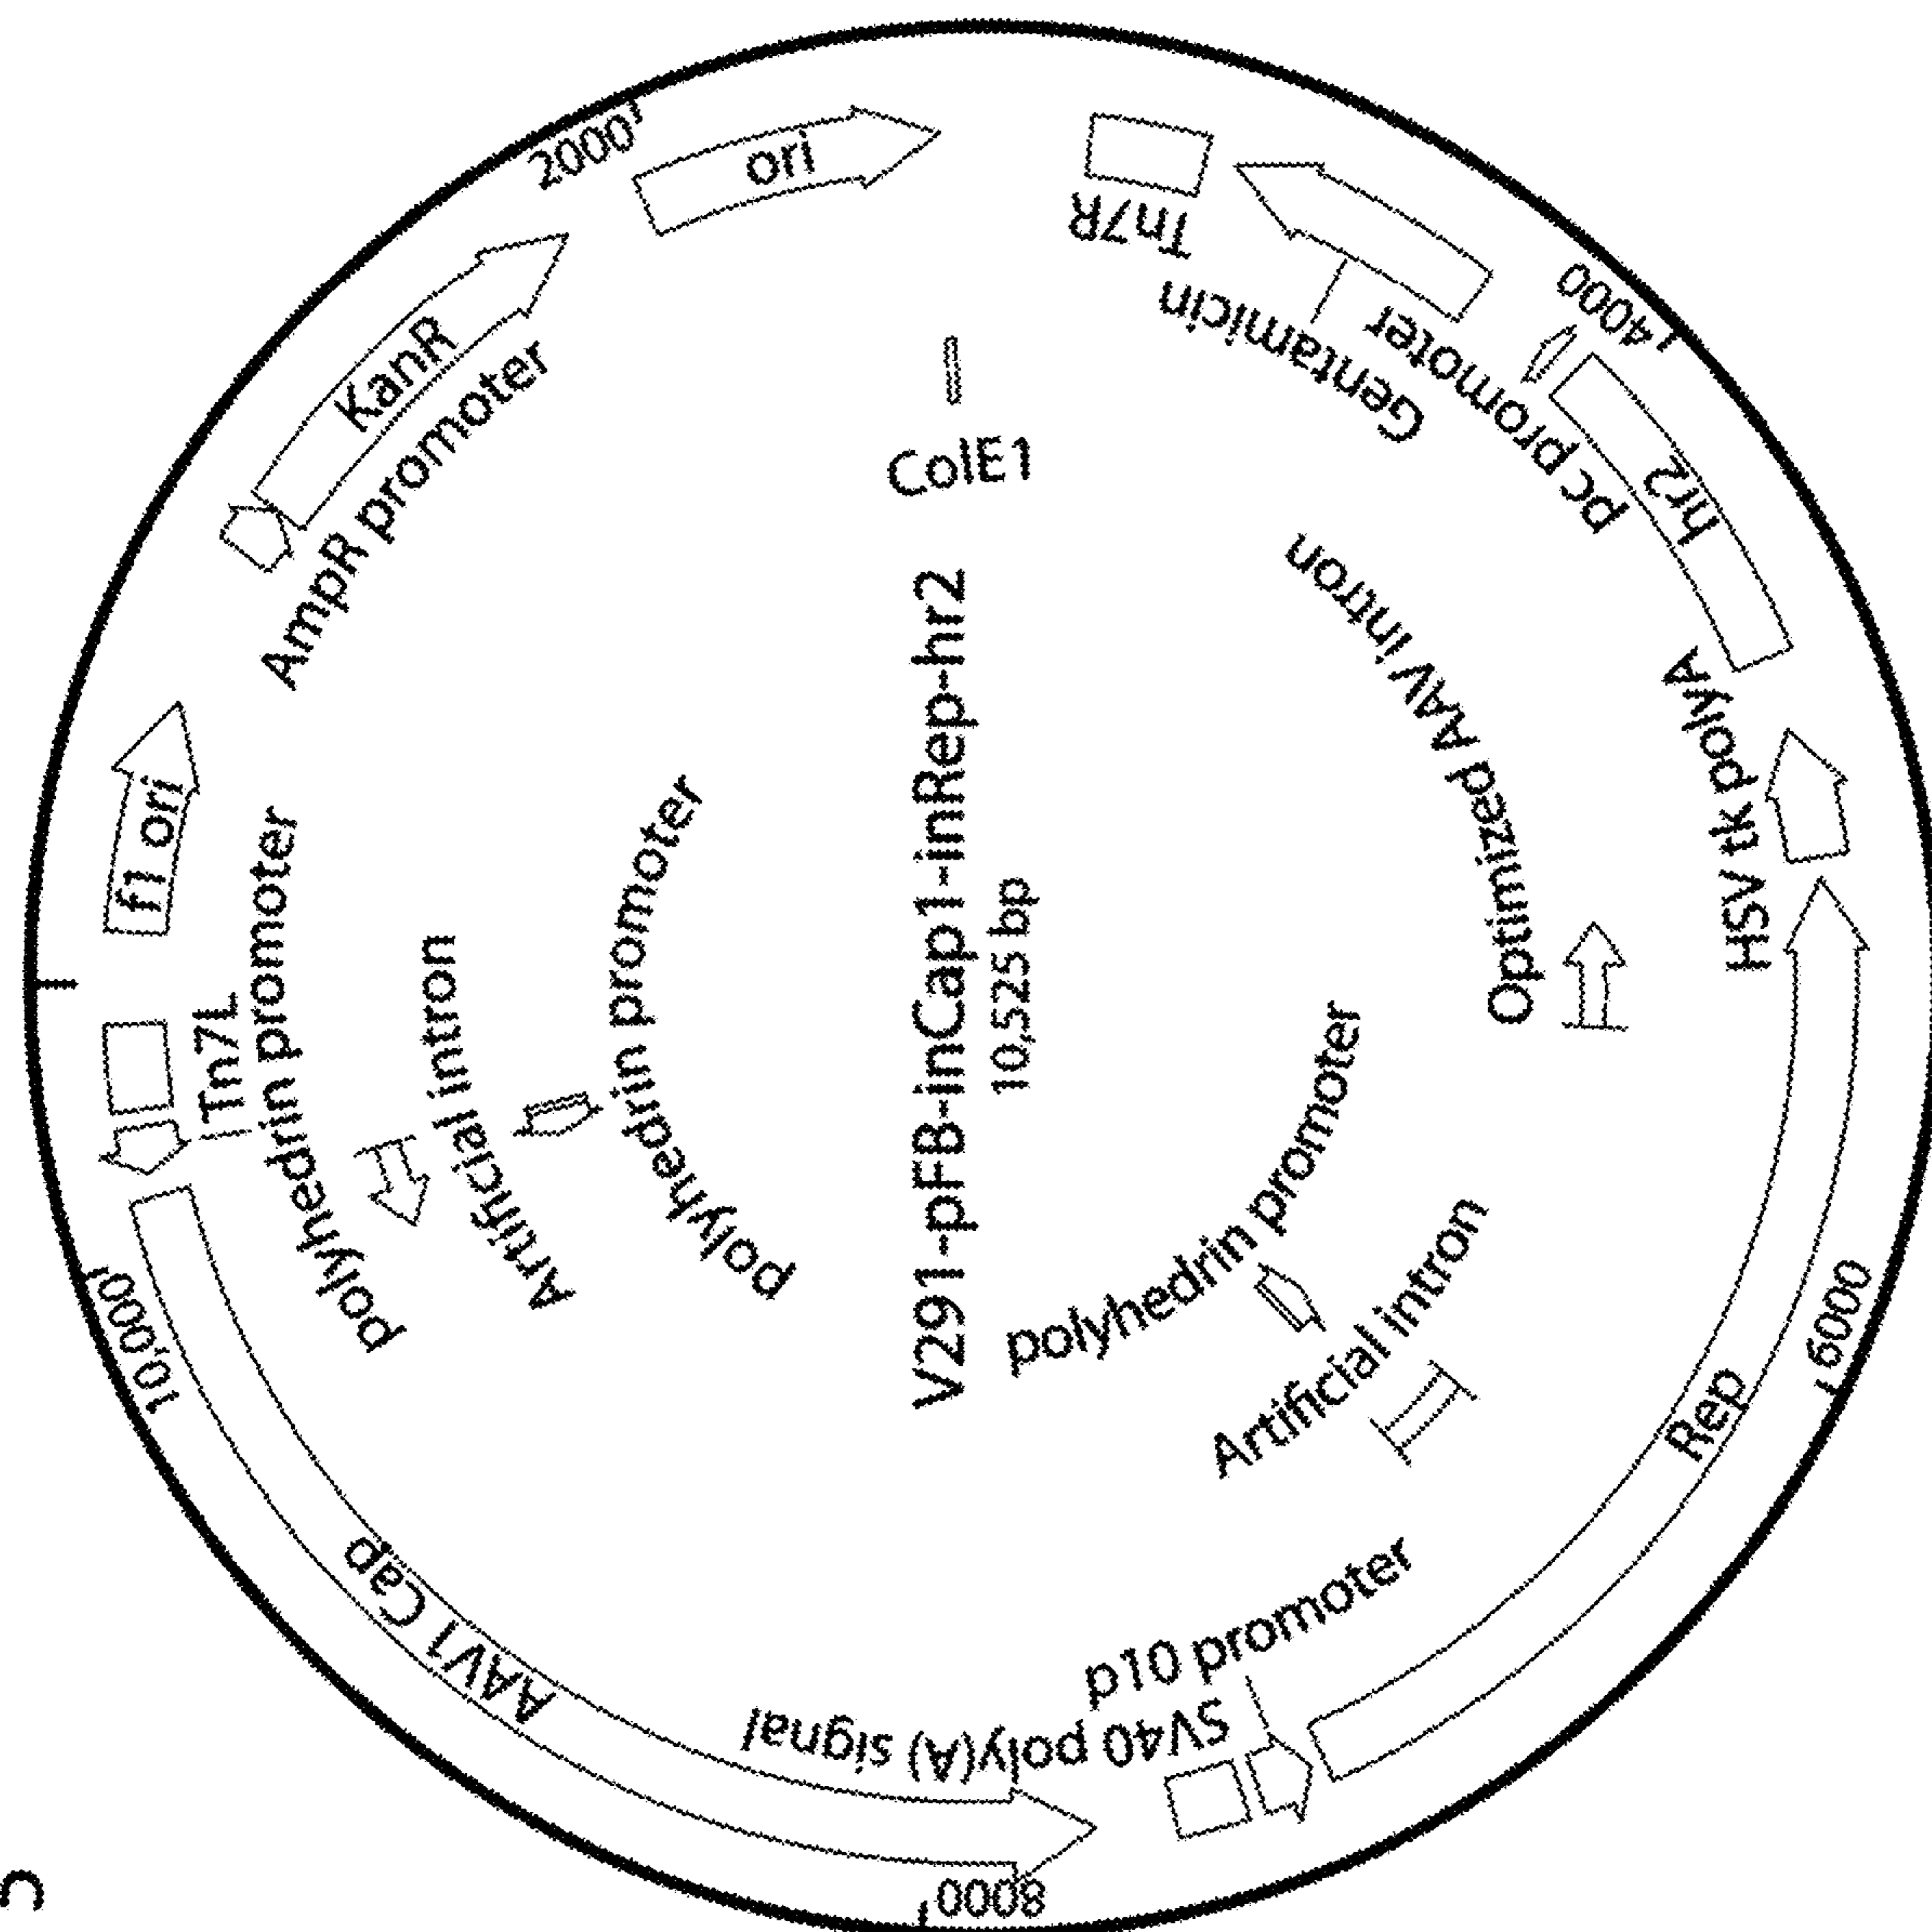 V291-pFB-inCap1-inRep-hr2
10,525 bp
2000
ori
Tn7R
Gentamicin
pc promoter
4000
hr2
HSV tk polyA
Optimized AAV intron
Rep
6000
polyhedrin promoter
Artificial intron
p10 promoter
SV40 poly(A) signal
8000
AAV1 Cap
10,000
polyhedrin promoter
Artificial intron
polyhedrin promoter
Tn7L
f1 ori
AmpR promoter
KanR
ColE1